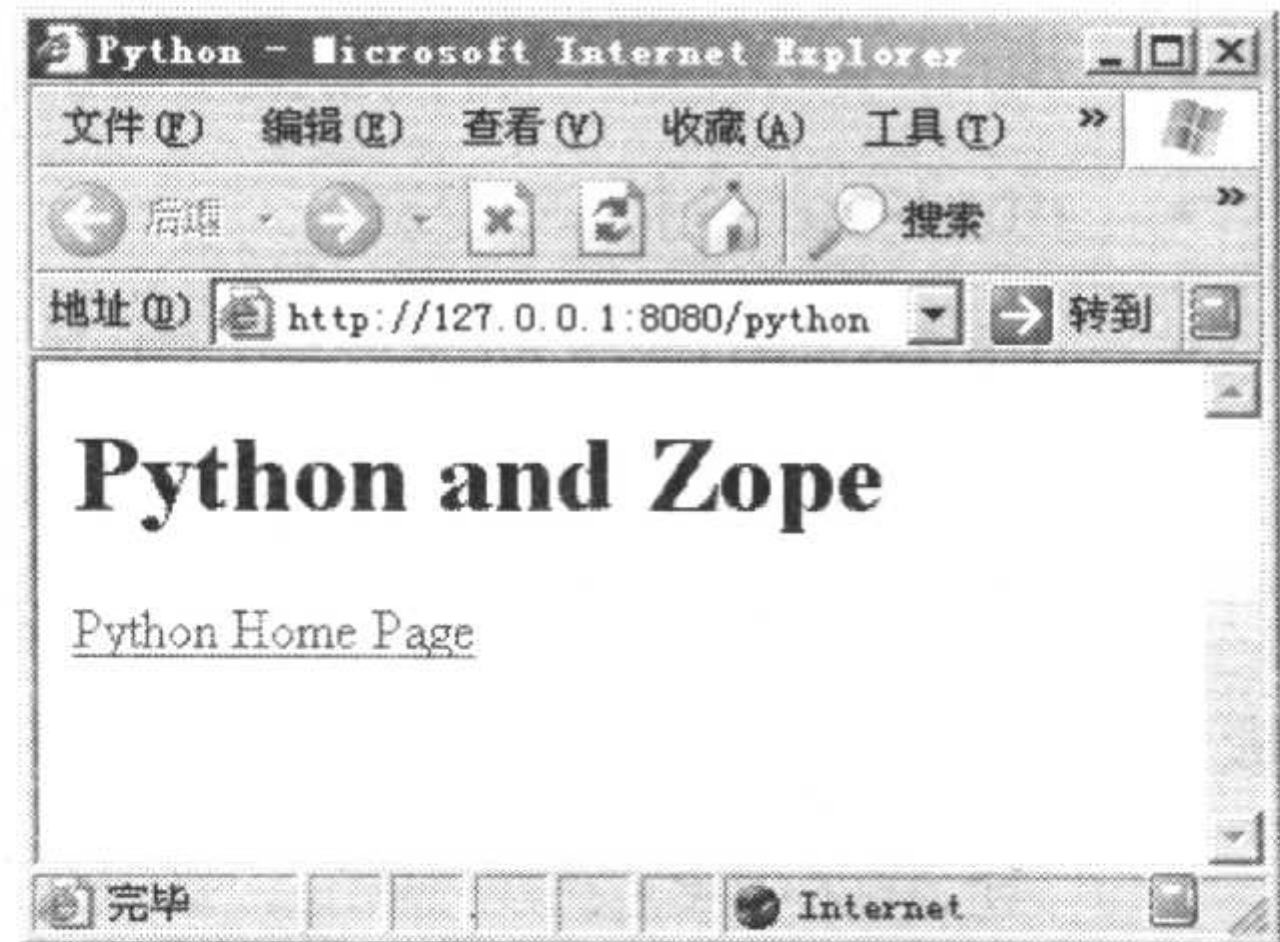 Python - Microsoft Internet Explorer
文件(F) 编辑(E) 查看(V) 收藏(A) 工具(T) »
后退 搜索 »
地址(D) http://127.0.0.1:8080/python 转到
Python and Zope
Python Home Page
完毕 Internet